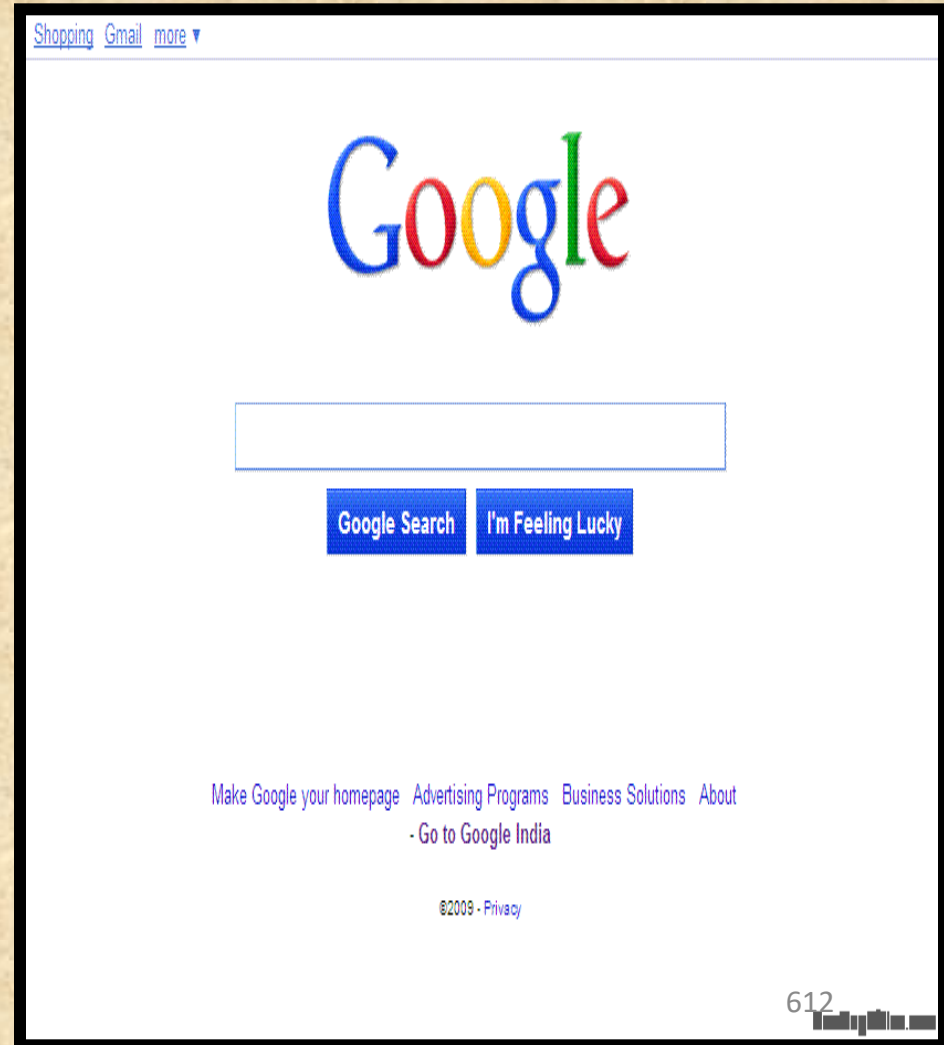 Shopping Gmail more ▼
Google
Google Search I'm Feeling Lucky
Make Google your homepage Advertising Programs Business Solutions About
- Go to Google India
©2009 - Privacy
612